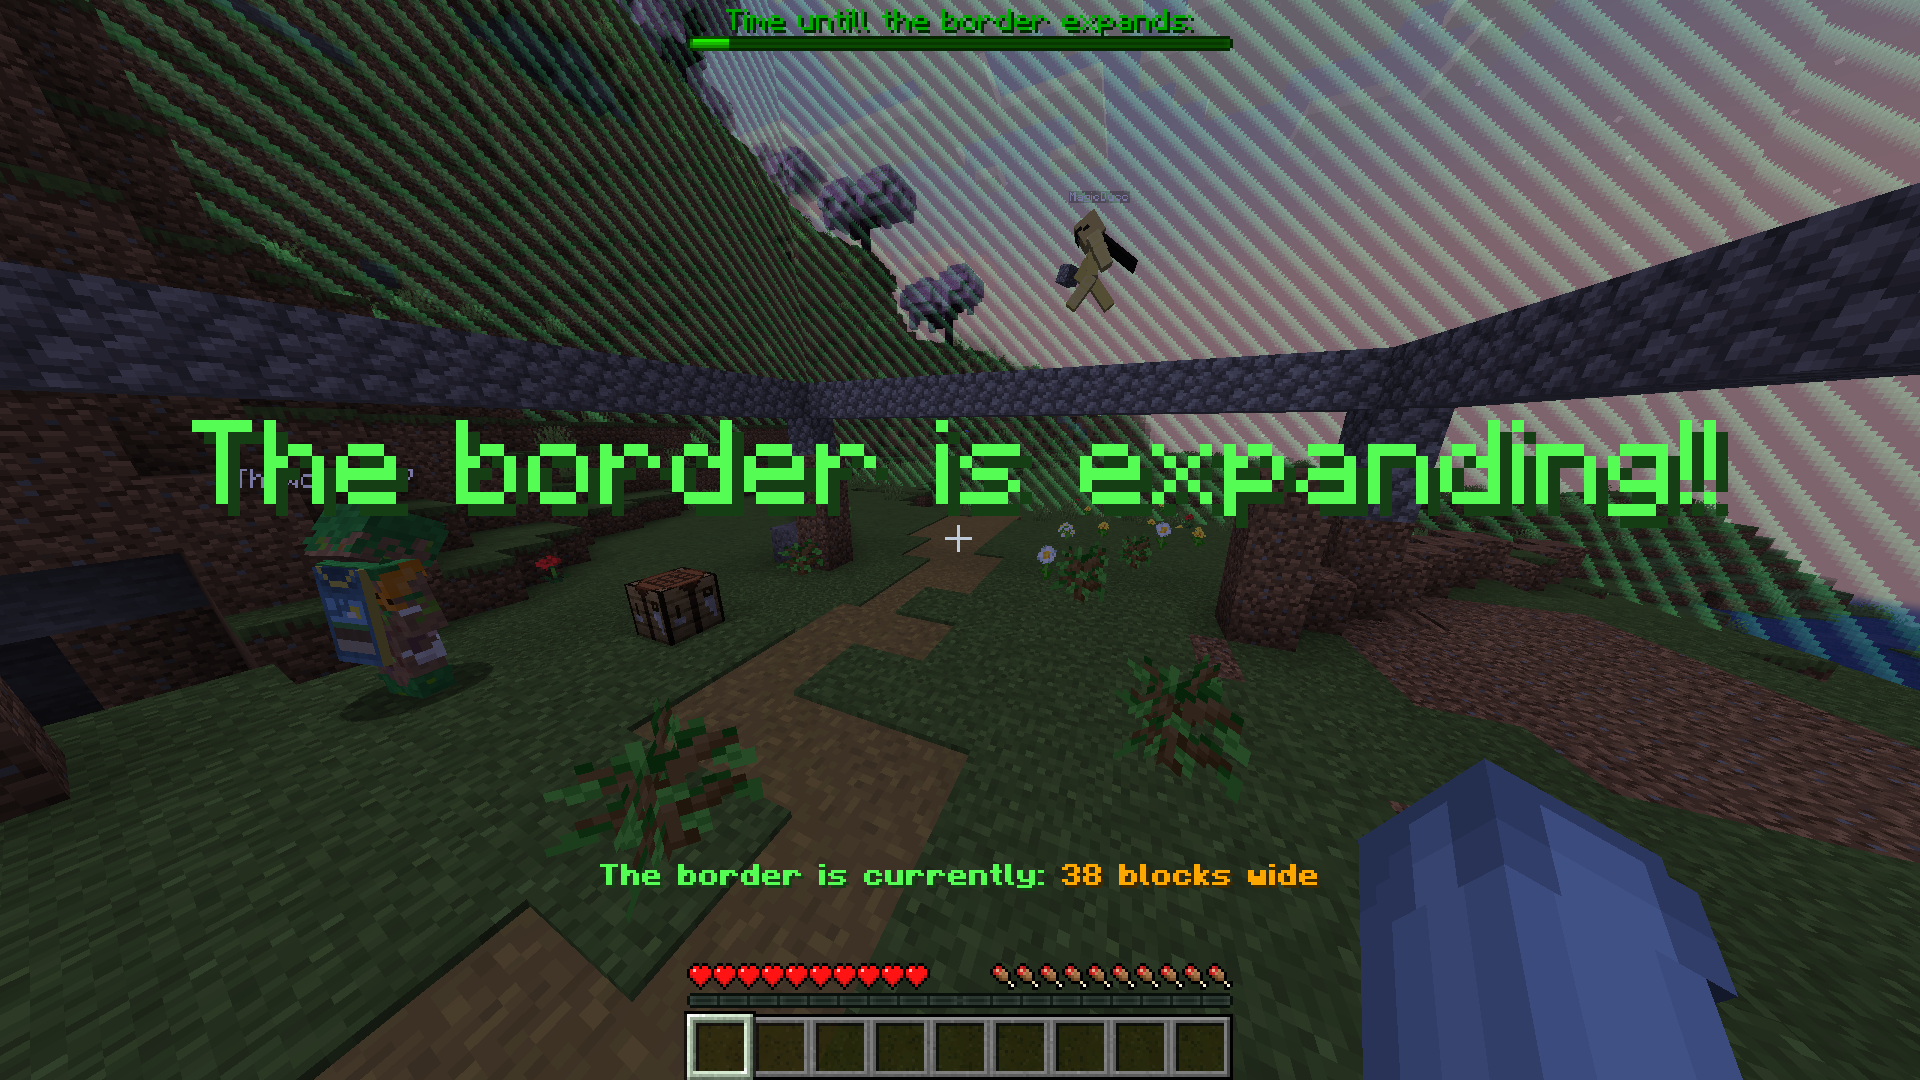 Time until the border expands:
The border is expanding!!
The border is currently: 38 blocks wide